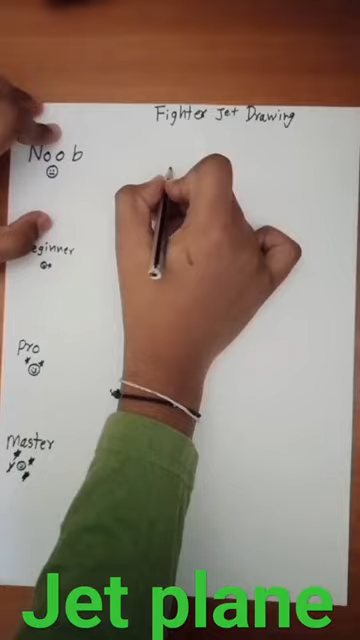 Fighter Jet Drawing
Noob
eginner
Pro
Master
Jet plane